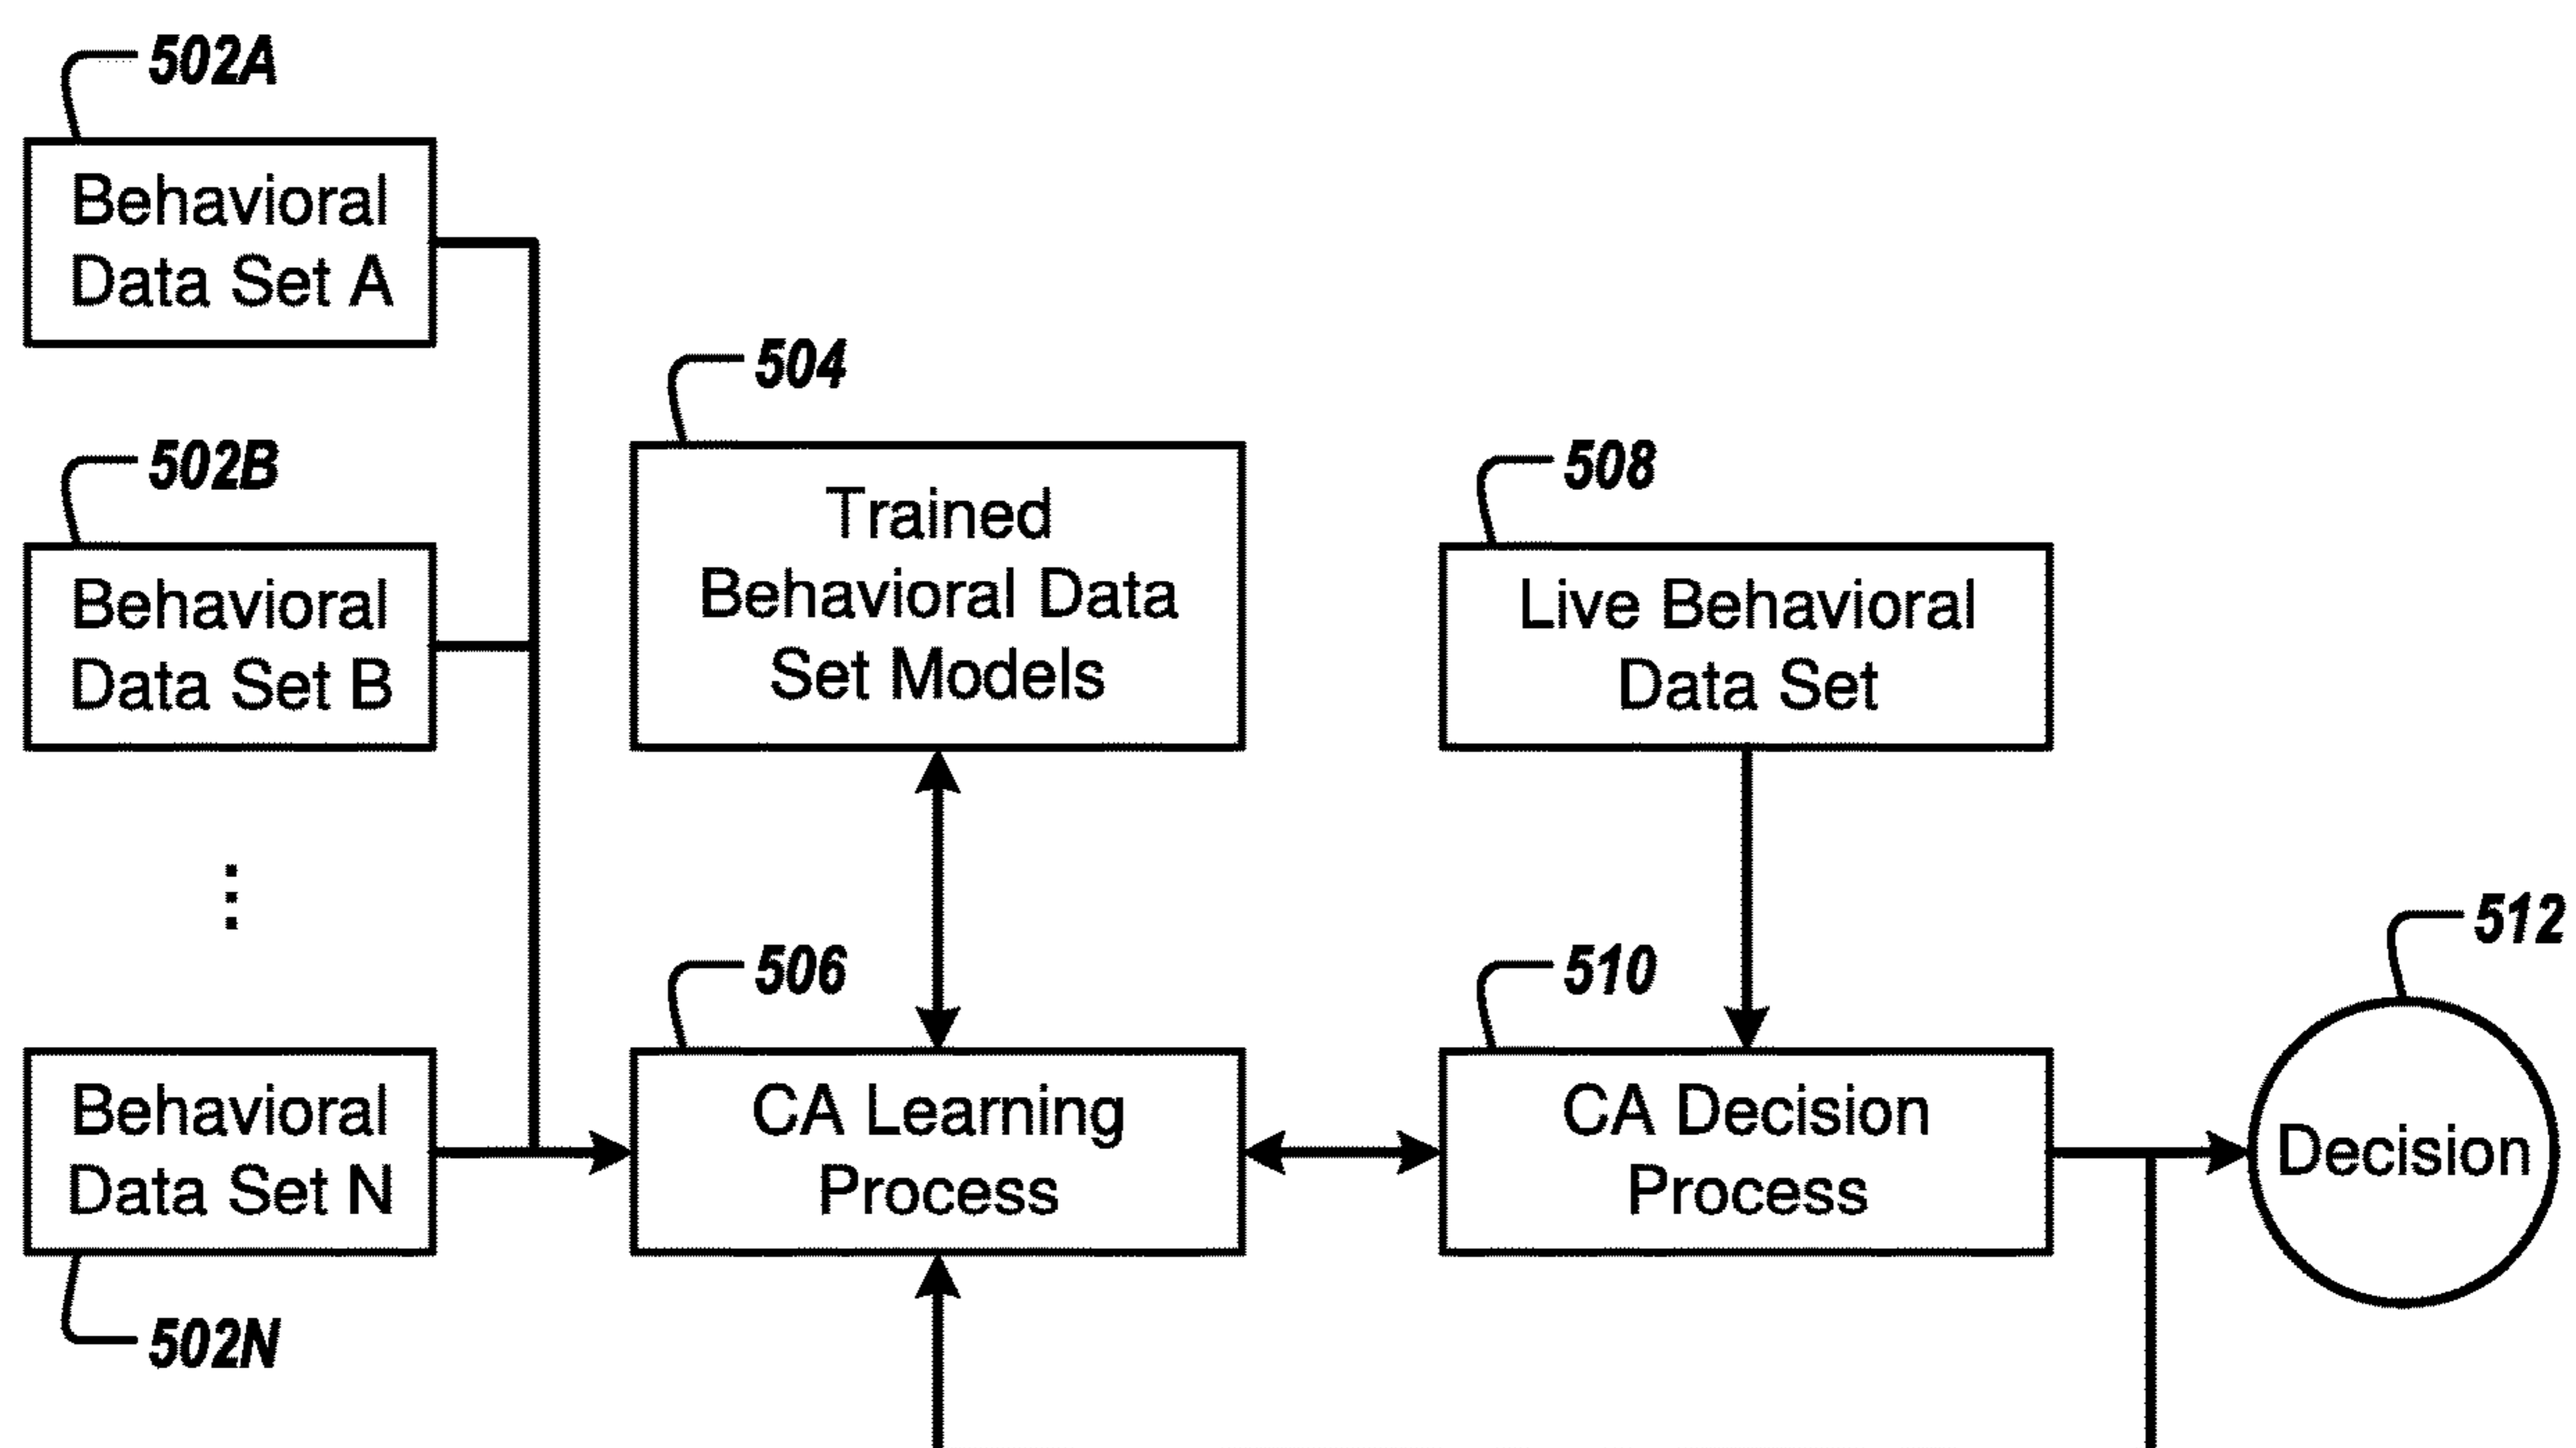 502A
Behavioral
Data Set A
502B
Behavioral
Data Set B
⋮
Behavioral
Data Set N
502N
504
Trained
Behavioral Data
Set Models
506
CA Learning
Process
508
Live Behavioral
Data Set
510
CA Decision
Process
512
Decision